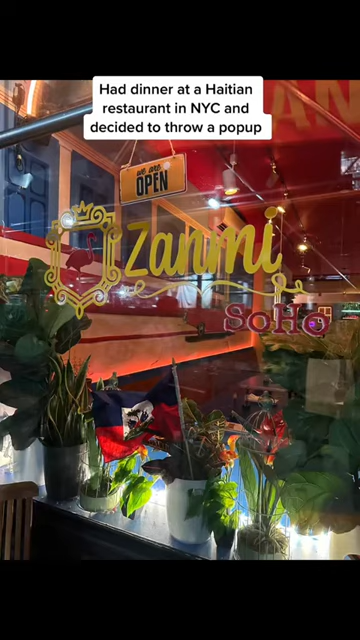 Had dinner at a Haitian
restaurant in NYC and
decided to throw a popup
we are
OPEN
Zanmi
SoHo